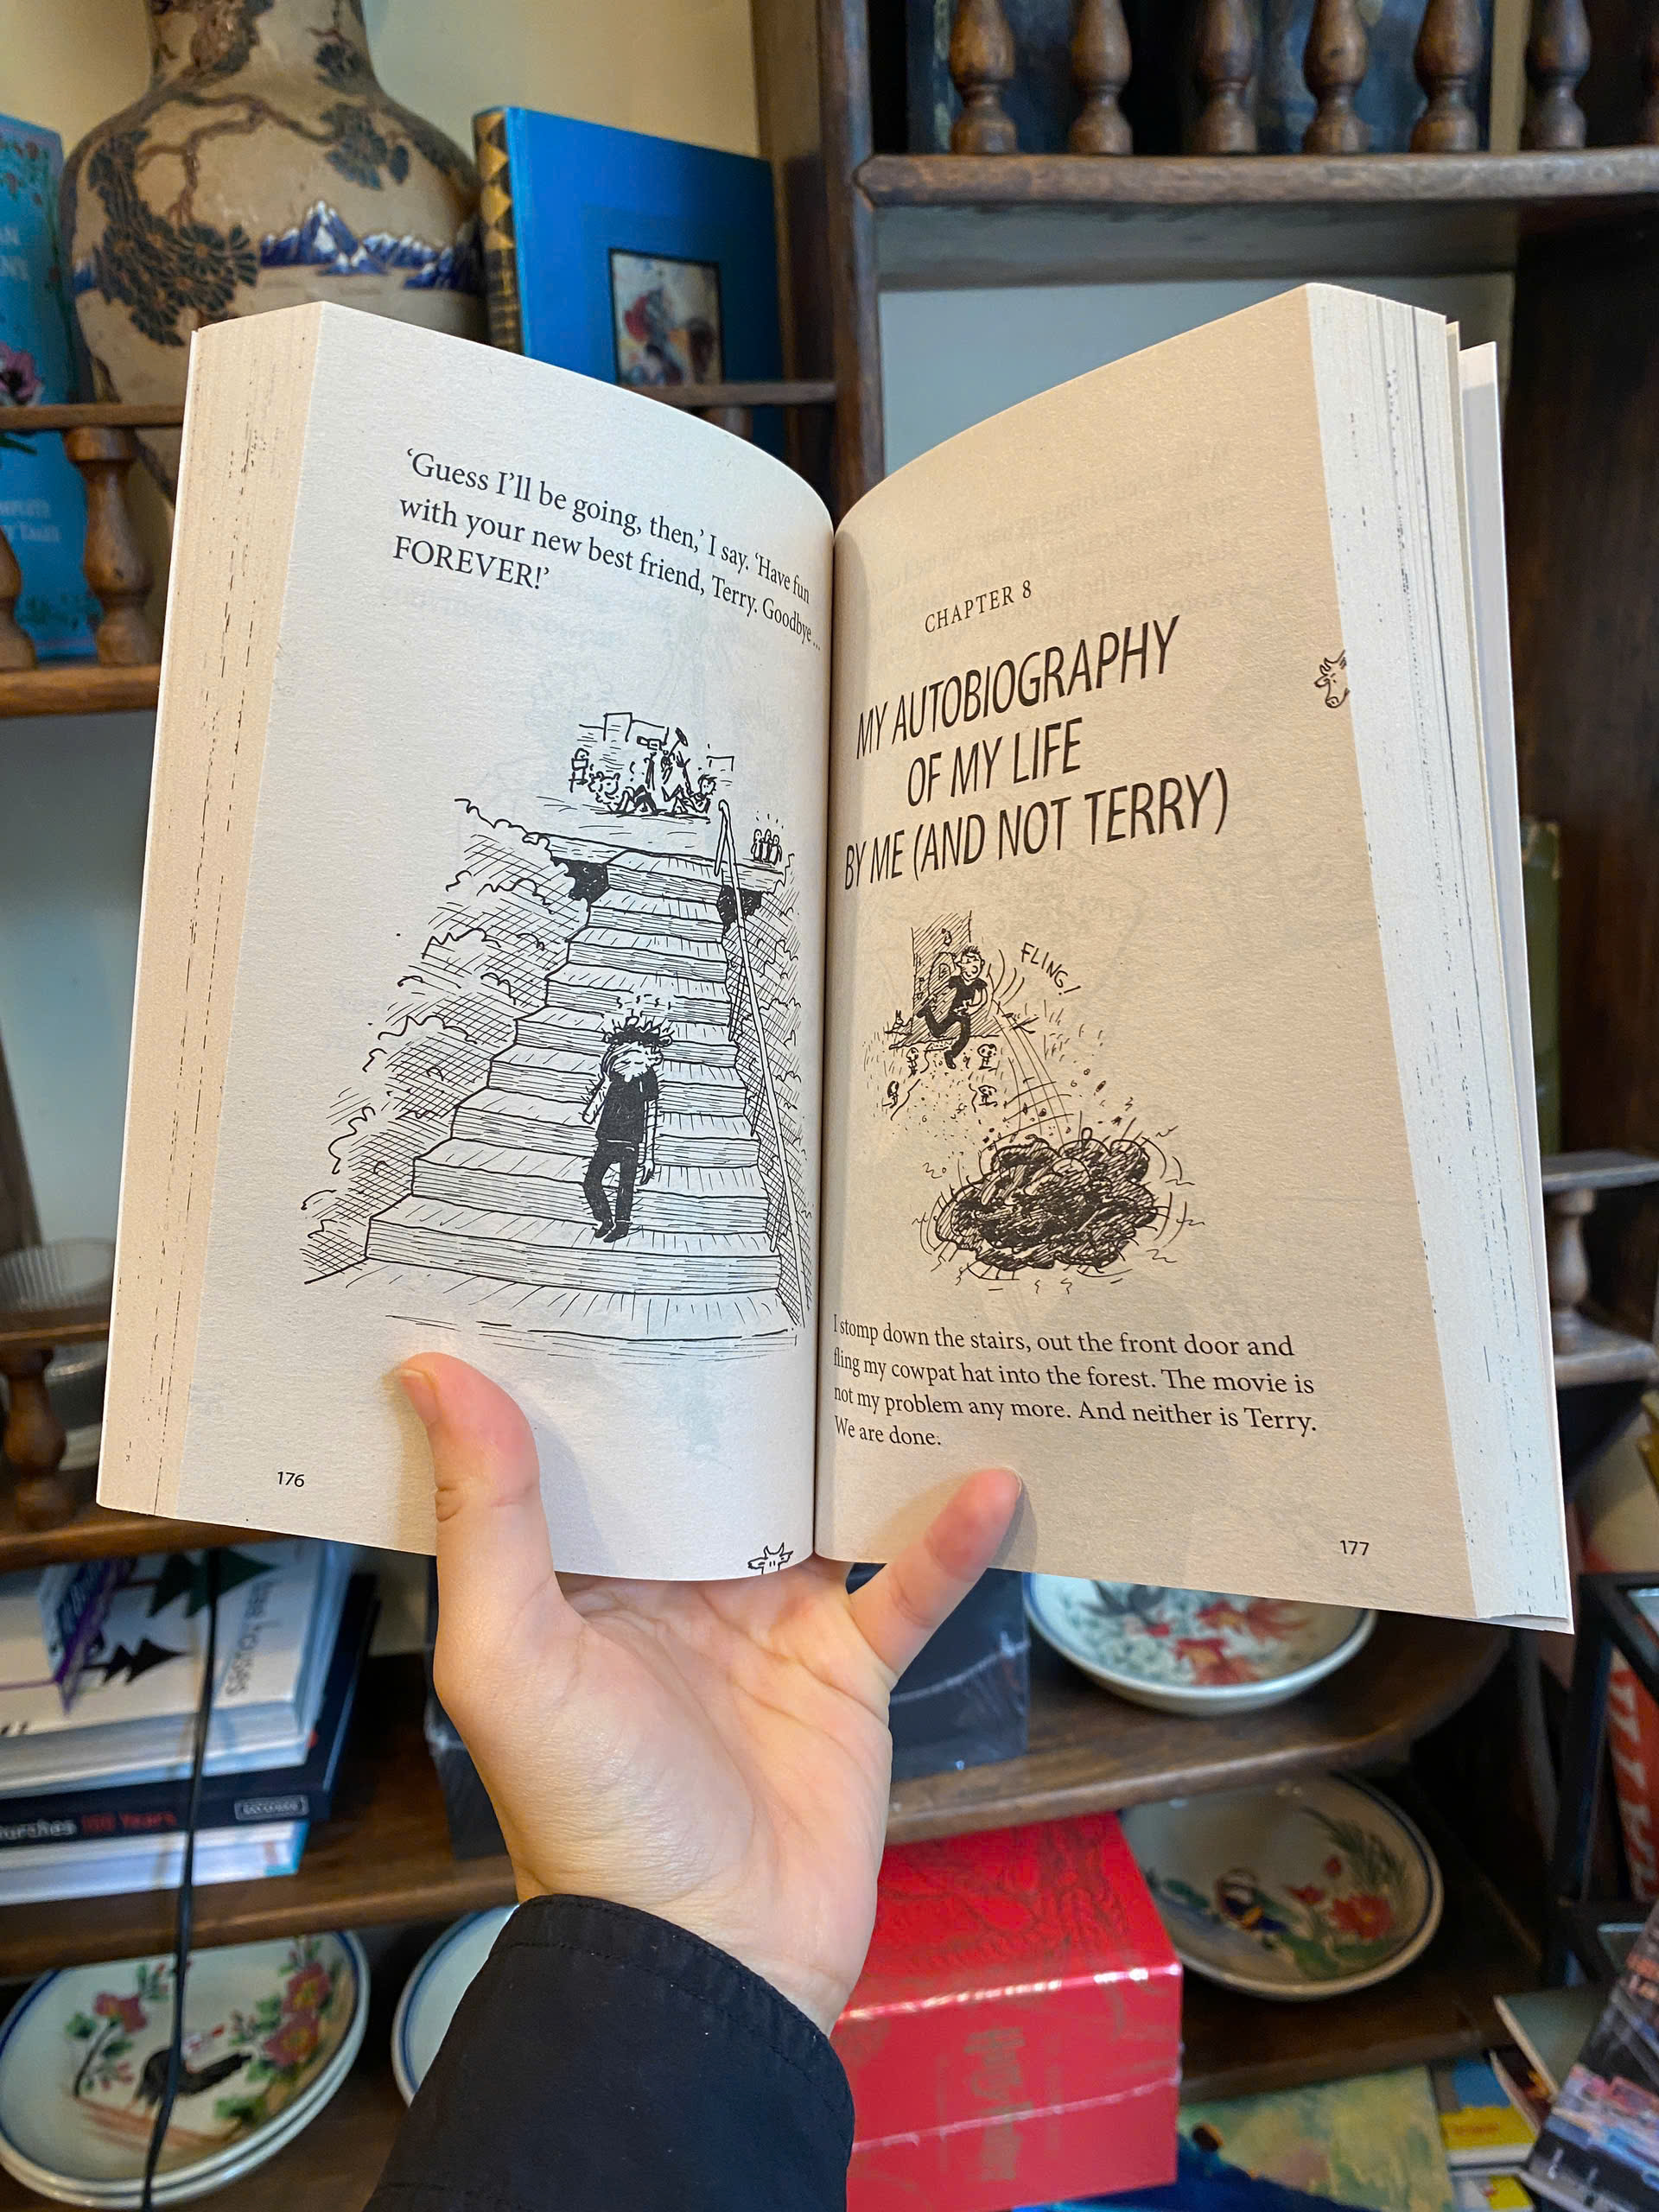 ‘Guess I’ll be going, then,’ I say. ‘Have fun
with your new best friend, Terry. Goodbye ...
FOREVER!’
176
CHAPTER 8
MY AUTOBIOGRAPHY
OF MY LIFE
BY ME (AND NOT TERRY)
FLING!
I stomp down the stairs, out the front door and
fling my cowpat hat into the forest. The movie is
not my problem any more. And neither is Terry.
We are done.
177
100 Years